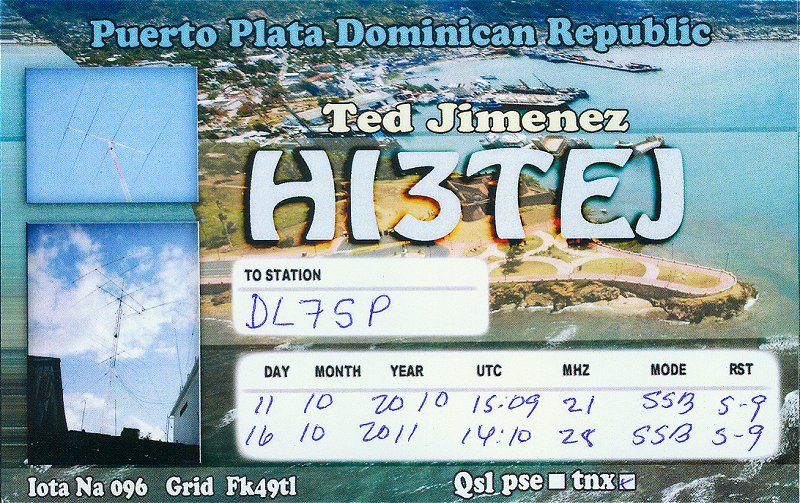 Puerto Plata Dominican Republic
Ted Jimenez
HI3TEJ
TO STATION
DL7SP
DAY MONTH YEAR UTC MHZ MODE RST
11 10 2010 15:09 21 SSB 5-9
16 10 2011 14:10 28 SSB 5-9
Iota Na 096 Grid Fk49tl Qsl pse tnx